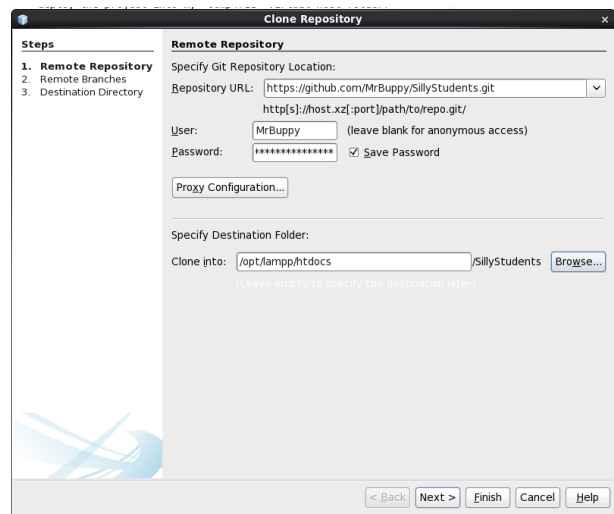 Clone Repository
Steps
1. Remote Repository
2. Remote Branches
3. Destination Directory
Remote Repository
Specify Git Repository Location:
Repository URL: https://github.com/MrBuppy/SillyStudents.git
http[s]://host.xz[:port]/path/to/repo.git/
User: MrBuppy (leave blank for anonymous access)
Password: *************** Save Password
Proxy Configuration...
Specify Destination Folder:
Clone into: /opt/lampp/htdocs /SillyStudents Browse...
(Leave empty to specify the destination later)
< Back Next > Finish Cancel Help